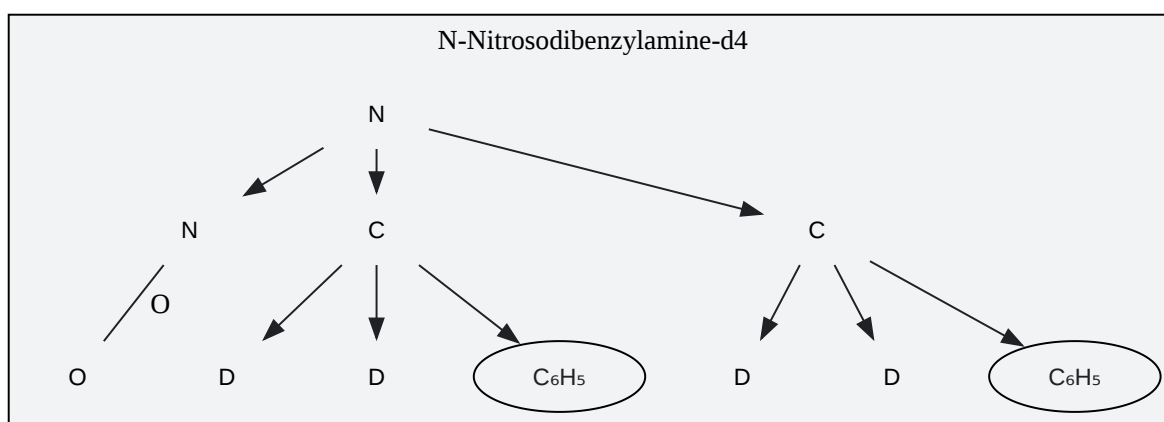 N-Nitrosodibenzylamine-d4
N
N C C
O
O D D C₆H₅ D D C₆H₅